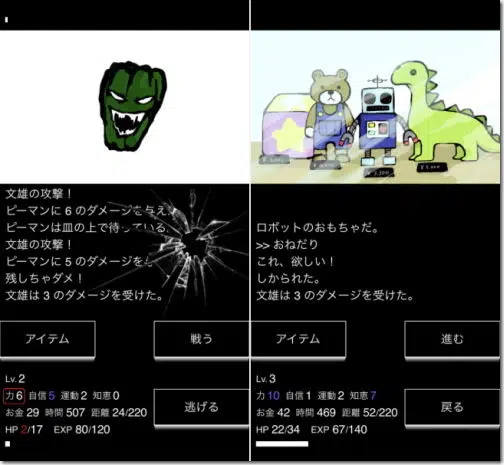 文雄の攻撃！
ピーマンに 6 のダメージを与え
ピーマンは皿の上で待っている
文雄の攻撃！
ピーマンに 5 のダメージを
残しちゃダメ！
文雄は 3 のダメージを受けた。
アイテム
戦う
Lv. 2
力 6 自信 5 運動 2 知恵 0
お金 29 時間 507 距離 24/220
HP 2/17 EXP 80/120
逃げる
ロボットのおもちゃだ。
>> おねだり
これ、欲しい！
しかられた。
文雄は 3 のダメージを受けた。
アイテム
進む
Lv. 3
力 10 自信 1 運動 2 知恵 7
お金 42 時間 469 距離 52/220
HP 22/34 EXP 67/140
戻る